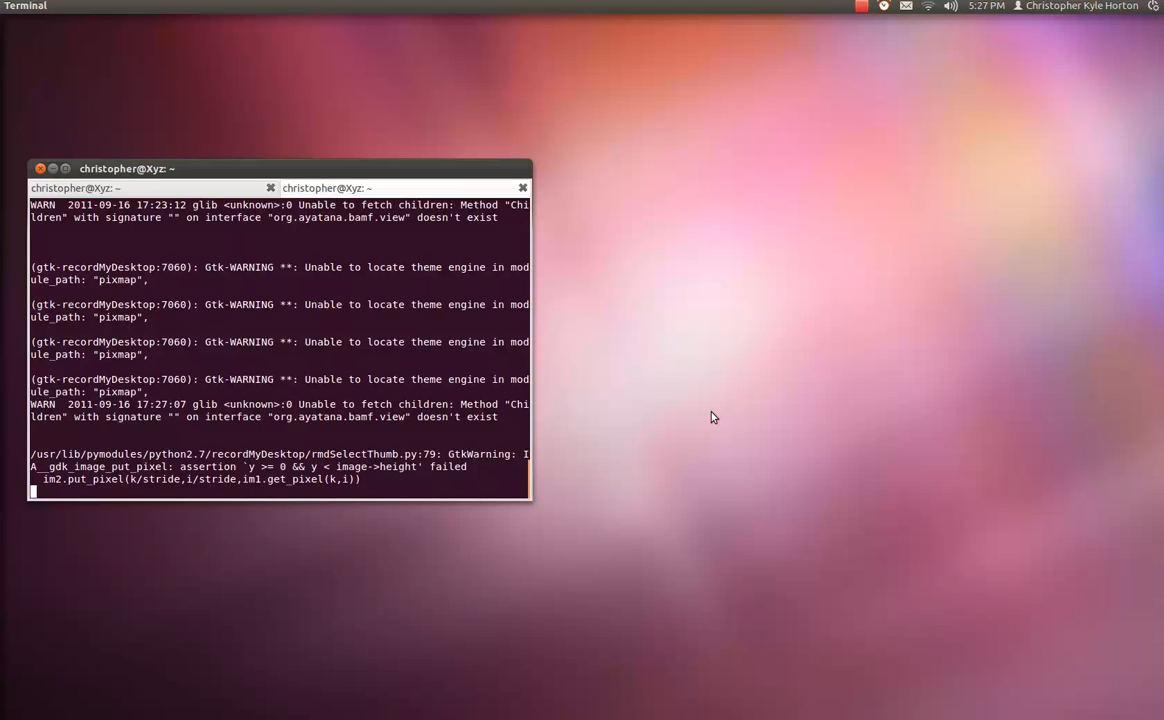 Terminal
5:27 PM Christopher Kyle Horton
christopher@Xyz: ~
christopher@Xyz: ~ christopher@Xyz: ~
WARN  2011-09-16 17:23:12 glib <unknown>:0 Unable to fetch children: Method "Chi
ldren" with signature "" on interface "org.ayatana.bamf.view" doesn't exist
(gtk-recordMyDesktop:7060): Gtk-WARNING **: Unable to locate theme engine in mod
ule_path: "pixmap",
(gtk-recordMyDesktop:7060): Gtk-WARNING **: Unable to locate theme engine in mod
ule_path: "pixmap",
(gtk-recordMyDesktop:7060): Gtk-WARNING **: Unable to locate theme engine in mod
ule_path: "pixmap",
(gtk-recordMyDesktop:7060): Gtk-WARNING **: Unable to locate theme engine in mod
ule_path: "pixmap",
WARN  2011-09-16 17:27:07 glib <unknown>:0 Unable to fetch children: Method "Chi
ldren" with signature "" on interface "org.ayatana.bamf.view" doesn't exist
/usr/lib/pymodules/python2.7/recordMyDesktop/rmdSelectThumb.py:79: GtkWarning: I
A__gdk_image_put_pixel: assertion `y >= 0 && y < image->height' failed
im2.put_pixel(k/stride,i/stride,im1.get_pixel(k,i))